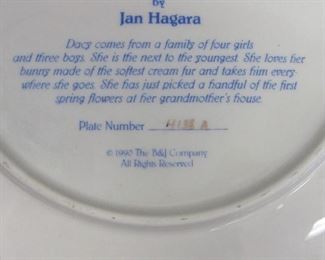 by
Jan Hagara
Dacy comes from a family of four girls
and three boys. She is the next to the youngest. She loves her
bunny made of the softest cream fur and takes him every-
where she goes. She has just picked a handful of the first
spring flowers at her grandmother's house.
Plate Number
© 1990 The B&J Company
All Rights Reserved